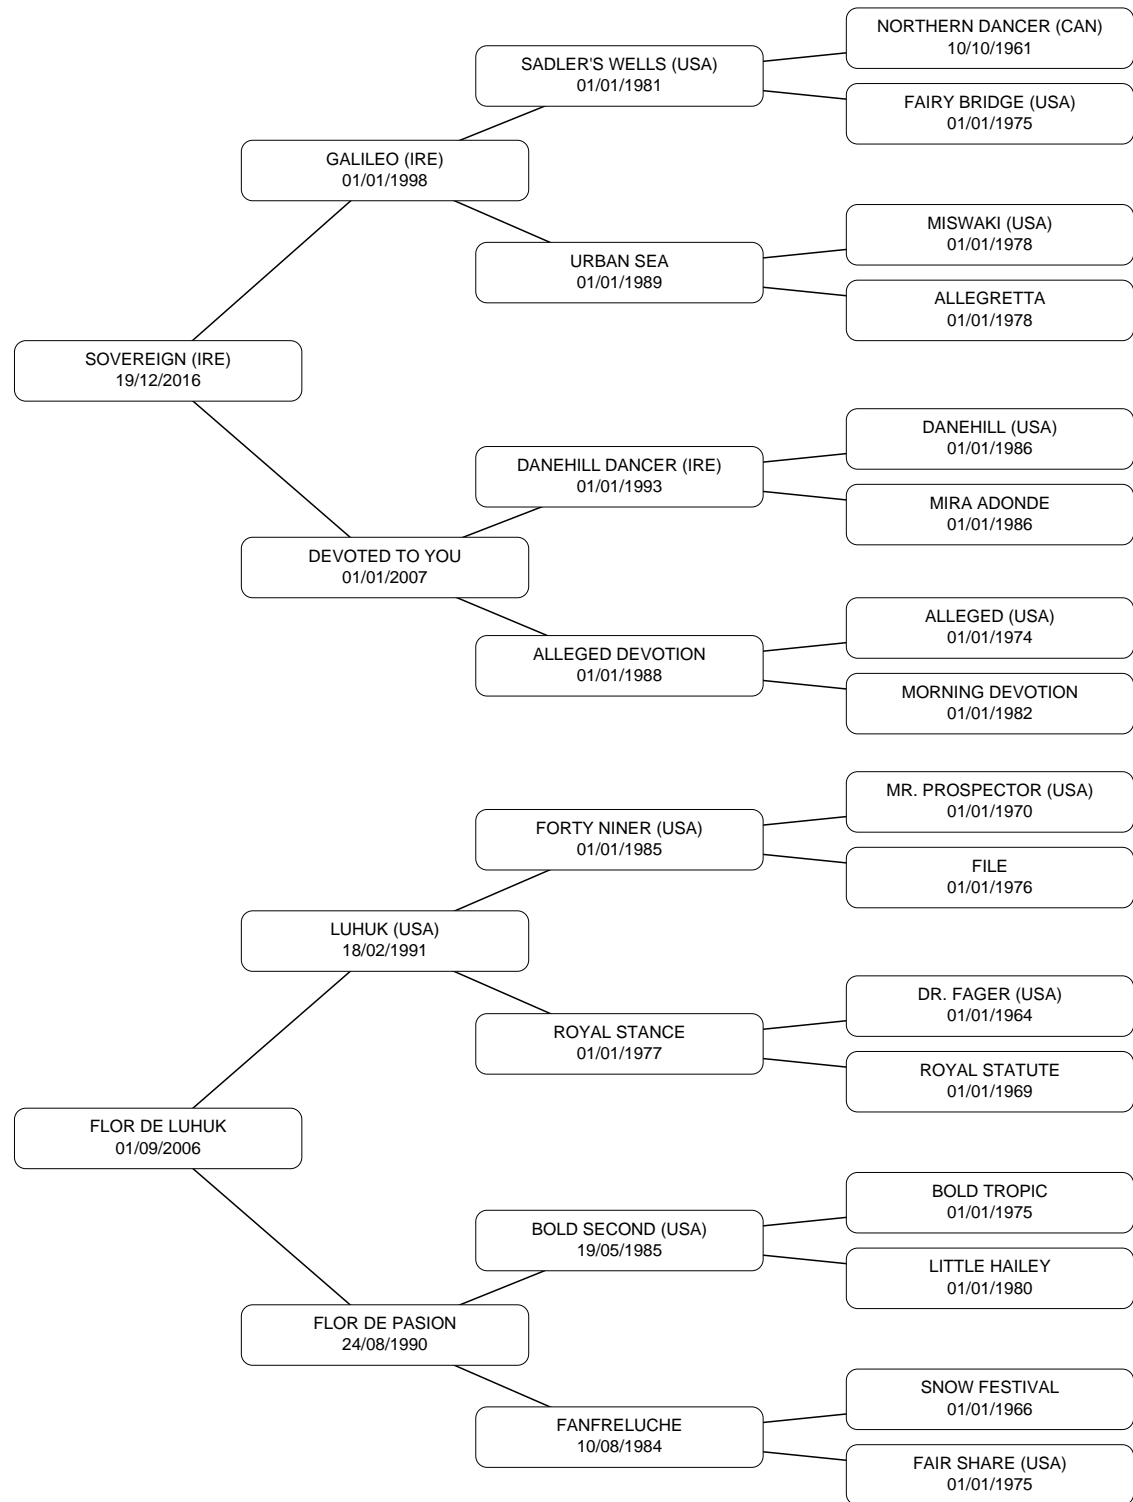 NORTHERN DANCER (CAN)
10/10/1961
SADLER'S WELLS (USA)
01/01/1981
FAIRY BRIDGE (USA)
01/01/1975
GALILEO (IRE)
01/01/1998
MISWAKI (USA)
01/01/1978
URBAN SEA
01/01/1989
ALLEGRETTA
01/01/1978
SOVEREIGN (IRE)
19/12/2016
DANEHILL (USA)
01/01/1986
DANEHILL DANCER (IRE)
01/01/1993
MIRA ADONDE
01/01/1986
DEVOTED TO YOU
01/01/2007
ALLEGED (USA)
01/01/1974
ALLEGED DEVOTION
01/01/1988
MORNING DEVOTION
01/01/1982
MR. PROSPECTOR (USA)
01/01/1970
FORTY NINER (USA)
01/01/1985
FILE
01/01/1976
LUHUK (USA)
18/02/1991
DR. FAGER (USA)
01/01/1964
ROYAL STANCE
01/01/1977
ROYAL STATUTE
01/01/1969
FLOR DE LUHUK
01/09/2006
BOLD TROPIC
01/01/1975
BOLD SECOND (USA)
19/05/1985
LITTLE HAILEY
01/01/1980
FLOR DE PASION
24/08/1990
SNOW FESTIVAL
01/01/1966
FANFRELUCHE
10/08/1984
FAIR SHARE (USA)
01/01/1975